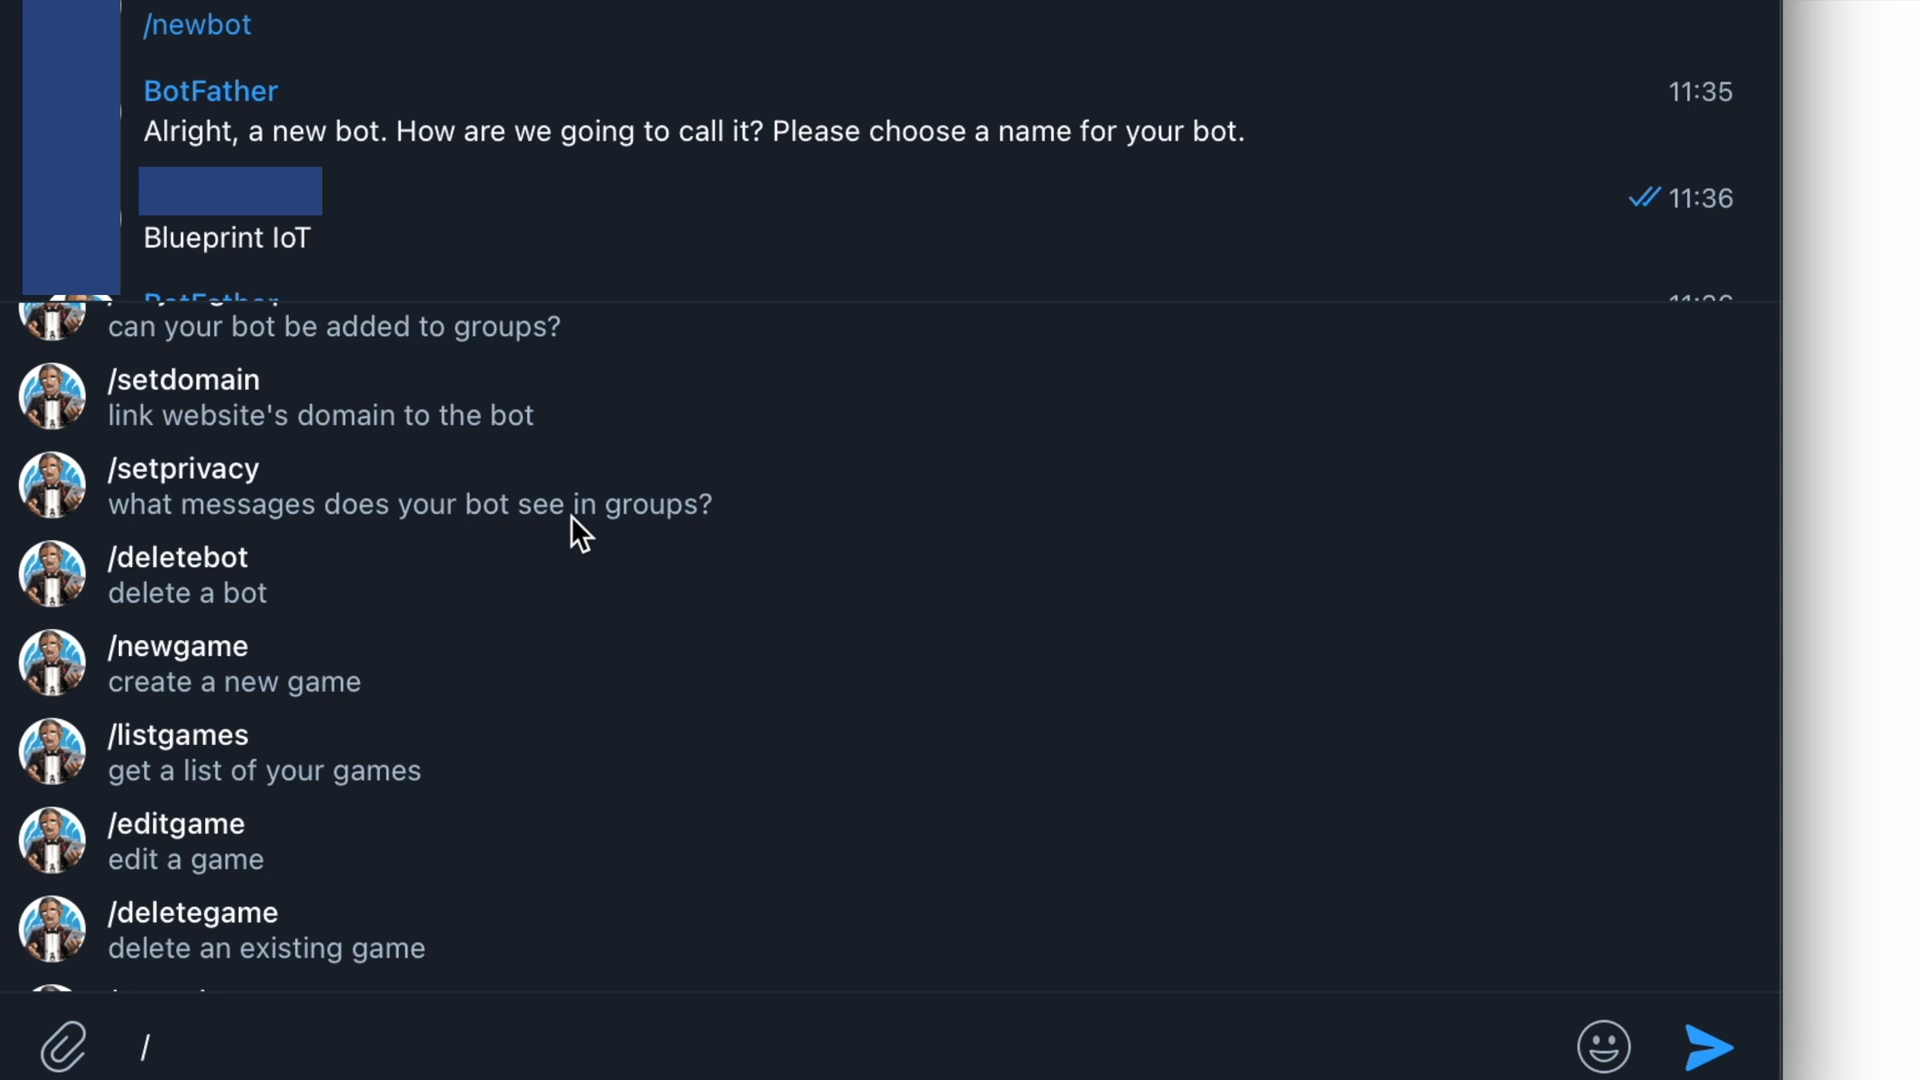 /newbot
BotFather 11:35
Alright, a new bot. How are we going to call it? Please choose a name for your bot.
11:36
Blueprint IoT
BotFather 11:36
can your bot be added to groups?
/setdomain
link website's domain to the bot
/setprivacy
what messages does your bot see in groups?
/deletebot
delete a bot
/newgame
create a new game
/listgames
get a list of your games
/editgame
edit a game
/deletegame
delete an existing game
/